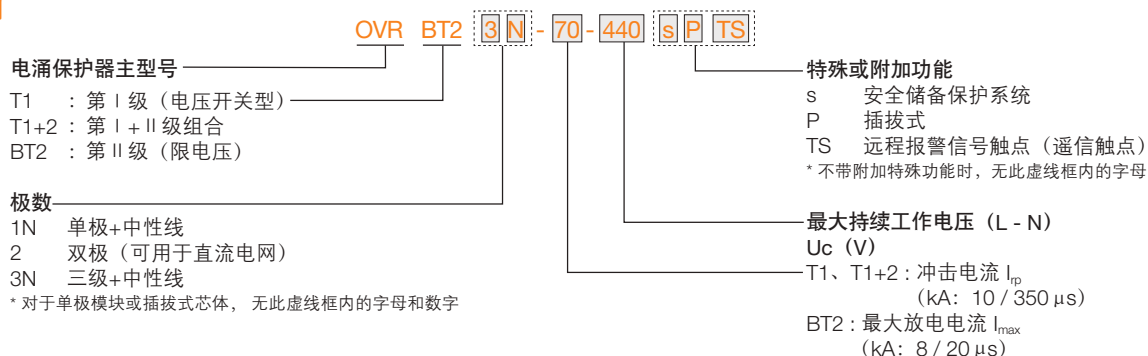 OVR BT2 3 N - 70 - 440 s P TS
电涌保护器主型号
T1 : 第Ⅰ级（电压开关型）
T1+2 : 第Ⅰ+Ⅱ级组合
BT2 : 第Ⅱ级（限电压）
极数
1N 单极+中性线
2 双极（可用于直流电网）
3N 三级+中性线
* 对于单极模块或插拔式芯体， 无此虚线框内的字母和数字
特殊或附加功能
s 安全储备保护系统
P 插拔式
TS 远程报警信号触点（遥信触点）
* 不带附加特殊功能时，无此虚线框内的字母
最大持续工作电压（L - N）
Uc（V）
T1、T1+2 : 冲击电流 Irp
（kA：10 / 350 μs）
BT2 : 最大放电电流 Imax
（kA：8 / 20 μs）